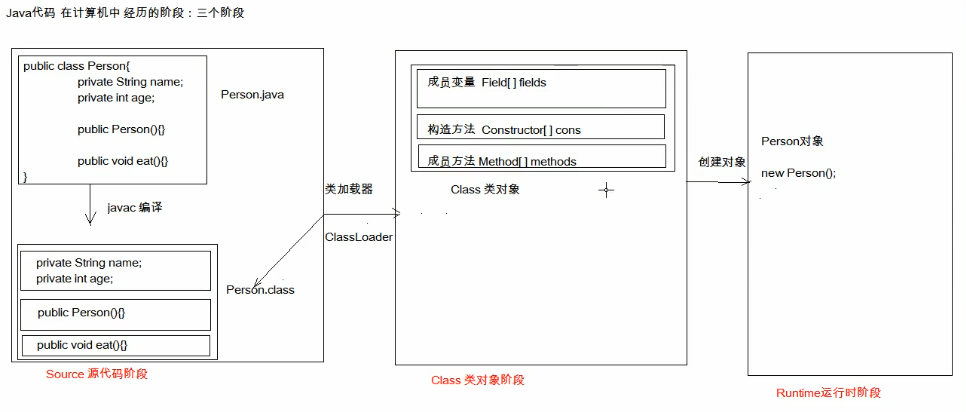 Java代码 在计算机中 经历的阶段：三个阶段
public class Person{
private String name;
private int age;
public Person(){}
public void eat(){}
}
Person.java
javac 编译
private String name;
private int age;
public Person(){}
public void eat(){}
Person.class
Source 源代码阶段
类加载器
ClassLoader
成员变量 Field[] fields
构造方法 Constructor[] cons
成员方法 Method[] methods
Class 类对象
Class 类对象阶段
创建对象
Person对象
new Person();
Runtime运行时阶段